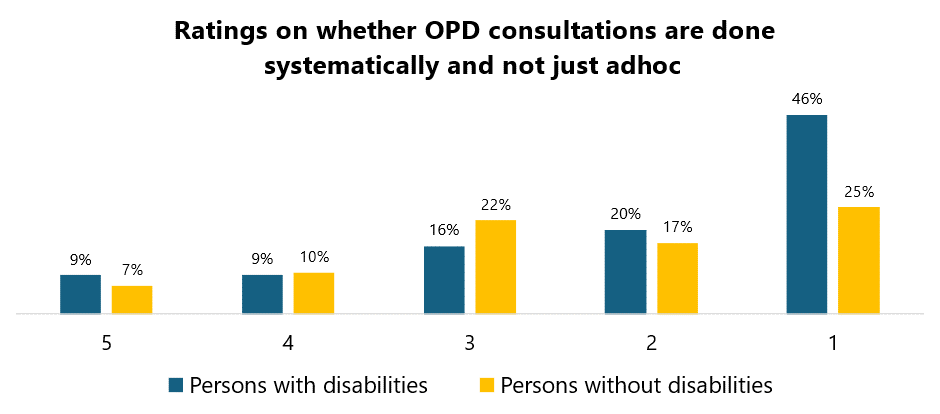 Ratings on whether OPD consultations are done
systematically and not just adhoc
46%
25%
22%
20%
17%
16%
9%
7%
9%
10%
5 4 3 2 1
Persons with disabilities Persons without disabilities